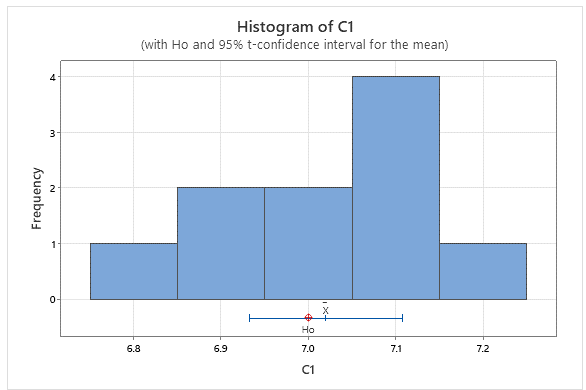 Histogram of C1
(with Ho and 95% t-confidence interval for the mean)
Frequency
4
3
2
1
0
X̄
Ho
6.8 6.9 7.0 7.1 7.2
C1